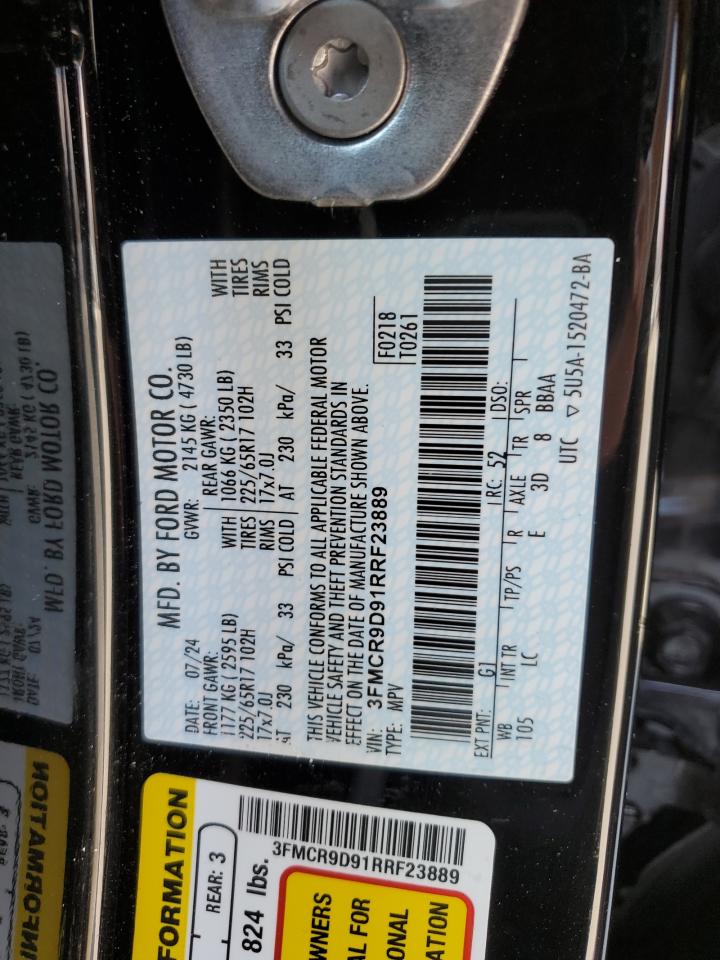 MFD. BY FORD MOTOR CO.
DATE: 07/24 GVWR: 2145 KG ( 4730 LB)
FRONT GAWR: REAR GAWR:
1177 KG ( 2595 LB) WITH 1066 KG ( 2350 LB) WITH
225/65R17 102H TIRES 225/65R17 102H TIRES
17x7.0J RIMS 17x7.0J RIMS
AT 230 kPa/ 33 PSI COLD AT 230 kPa/ 33 PSI COLD
THIS VEHICLE CONFORMS TO ALL APPLICABLE FEDERAL MOTOR
VEHICLE SAFETY AND THEFT PREVENTION STANDARDS IN
EFFECT ON THE DATE OF MANUFACTURE SHOWN ABOVE.
VIN: 3FMCR9D91RRF23889 F0218
TYPE: MPV T0261
EXT PNT: G1 RC: 52 DSO:
WB INT TR TP/PS R AXLE TR SPR
105 LC E 3D 8 BBAA
UTC ▽ 5U5A-1520472-BA
FORMATION
REAR: 3
824 lbs.
3FMCR9D91RRF23889
WNERS
AL FOR
ONAL
ATION